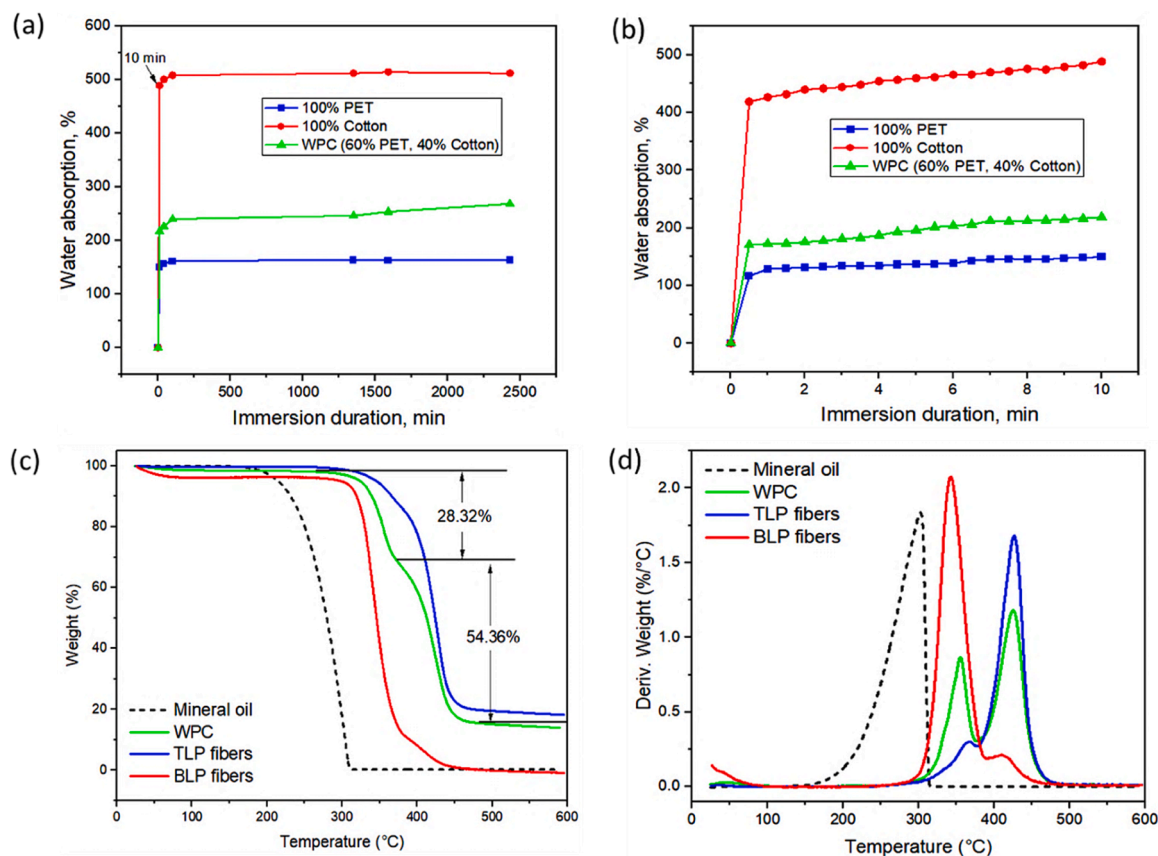 (a)
600
500
400
300
200
100
0
Water absorption, %
10 min
100% PET
100% Cotton
WPC (60% PET, 40% Cotton)
0 500 1000 1500 2000 2500
Immersion duration, min
(b)
500
400
300
200
100
0
Water absorption, %
100% PET
100% Cotton
WPC (60% PET, 40% Cotton)
0 2 4 6 8 10
Immersion duration, min
(c)
100
80
60
40
20
0
Weight (%)
28.32%
54.36%
Mineral oil
WPC
TLP fibers
BLP fibers
0 100 200 300 400 500 600
Temperature (°C)
(d)
2.0
1.5
1.0
0.5
0.0
Deriv. Weight (%/°C)
Mineral oil
WPC
TLP fibers
BLP fibers
0 100 200 300 400 500 600
Temperature (°C)